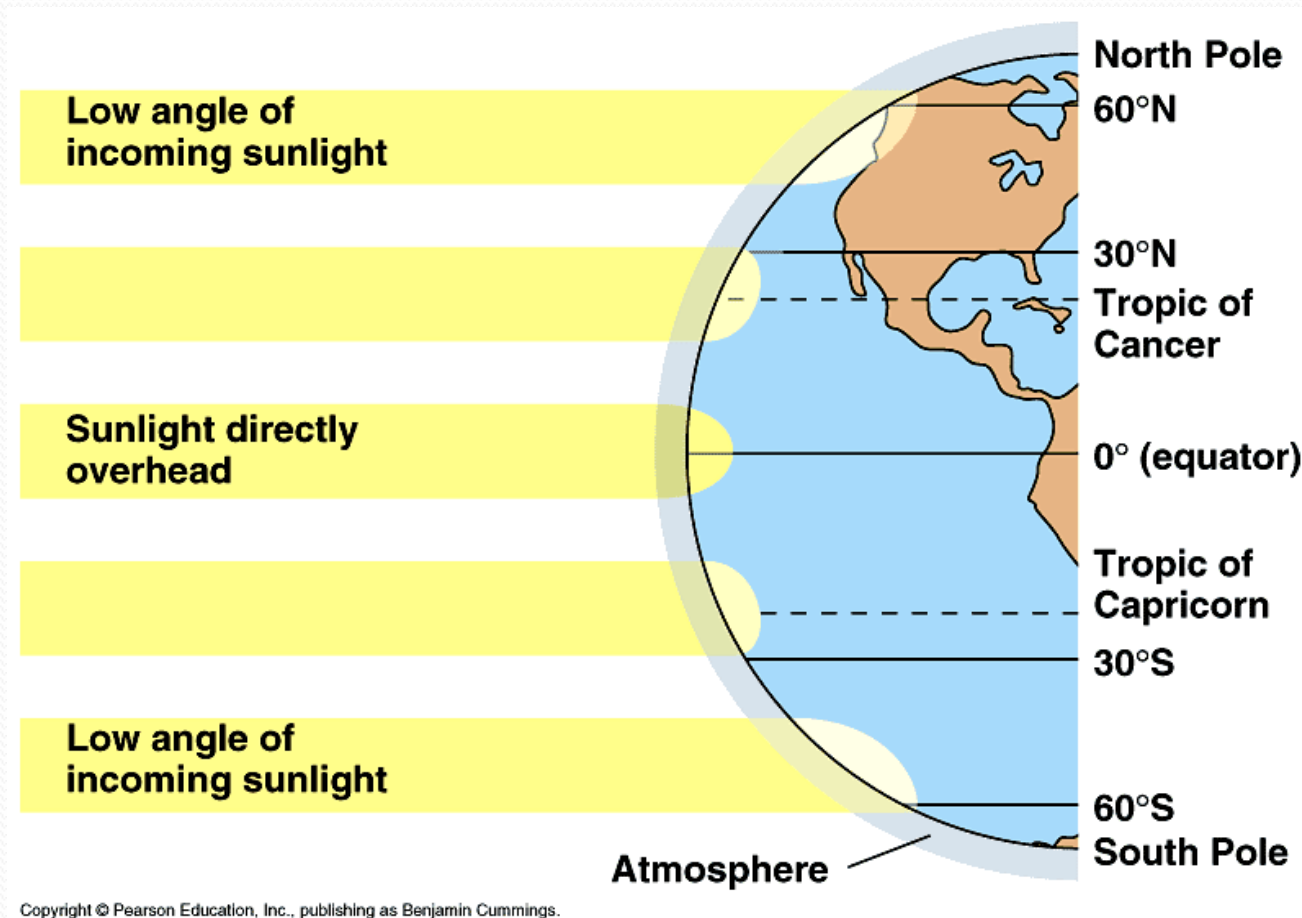 North Pole
Low angle of
incoming sunlight
60°N
30°N
Tropic of
Cancer
Sunlight directly
overhead
0° (equator)
Tropic of
Capricorn
30°S
Low angle of
incoming sunlight
60°S
South Pole
Atmosphere
Copyright © Pearson Education, Inc., publishing as Benjamin Cummings.